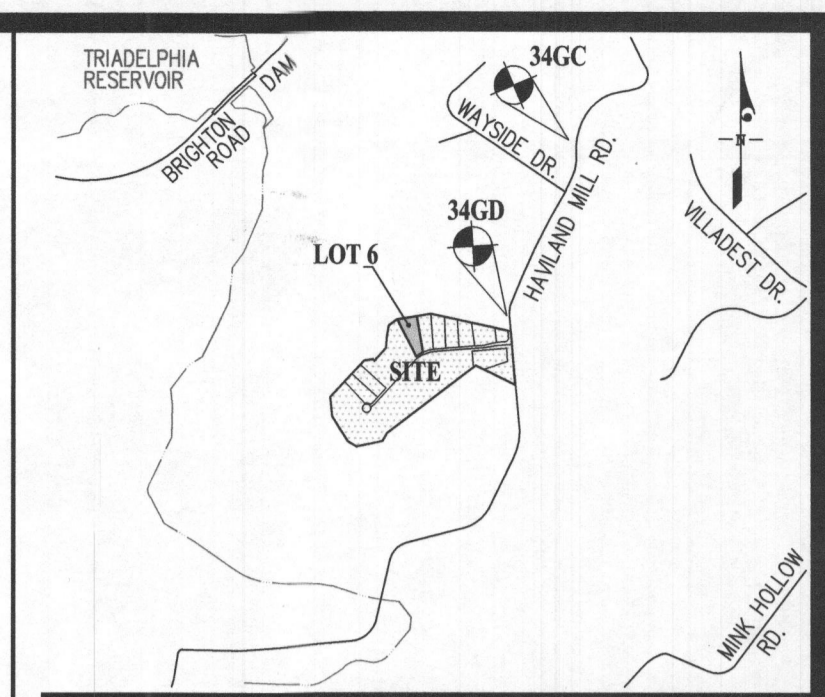 TRIADELPHIA
RESERVOIR
BRIGHTON DAM
ROAD
34GC
WAYSIDE DR.
HAVILAND MILL RD.
N
VILLADEST DR.
34GD
LOT 6
SITE
MINK HOLLOW
RD.